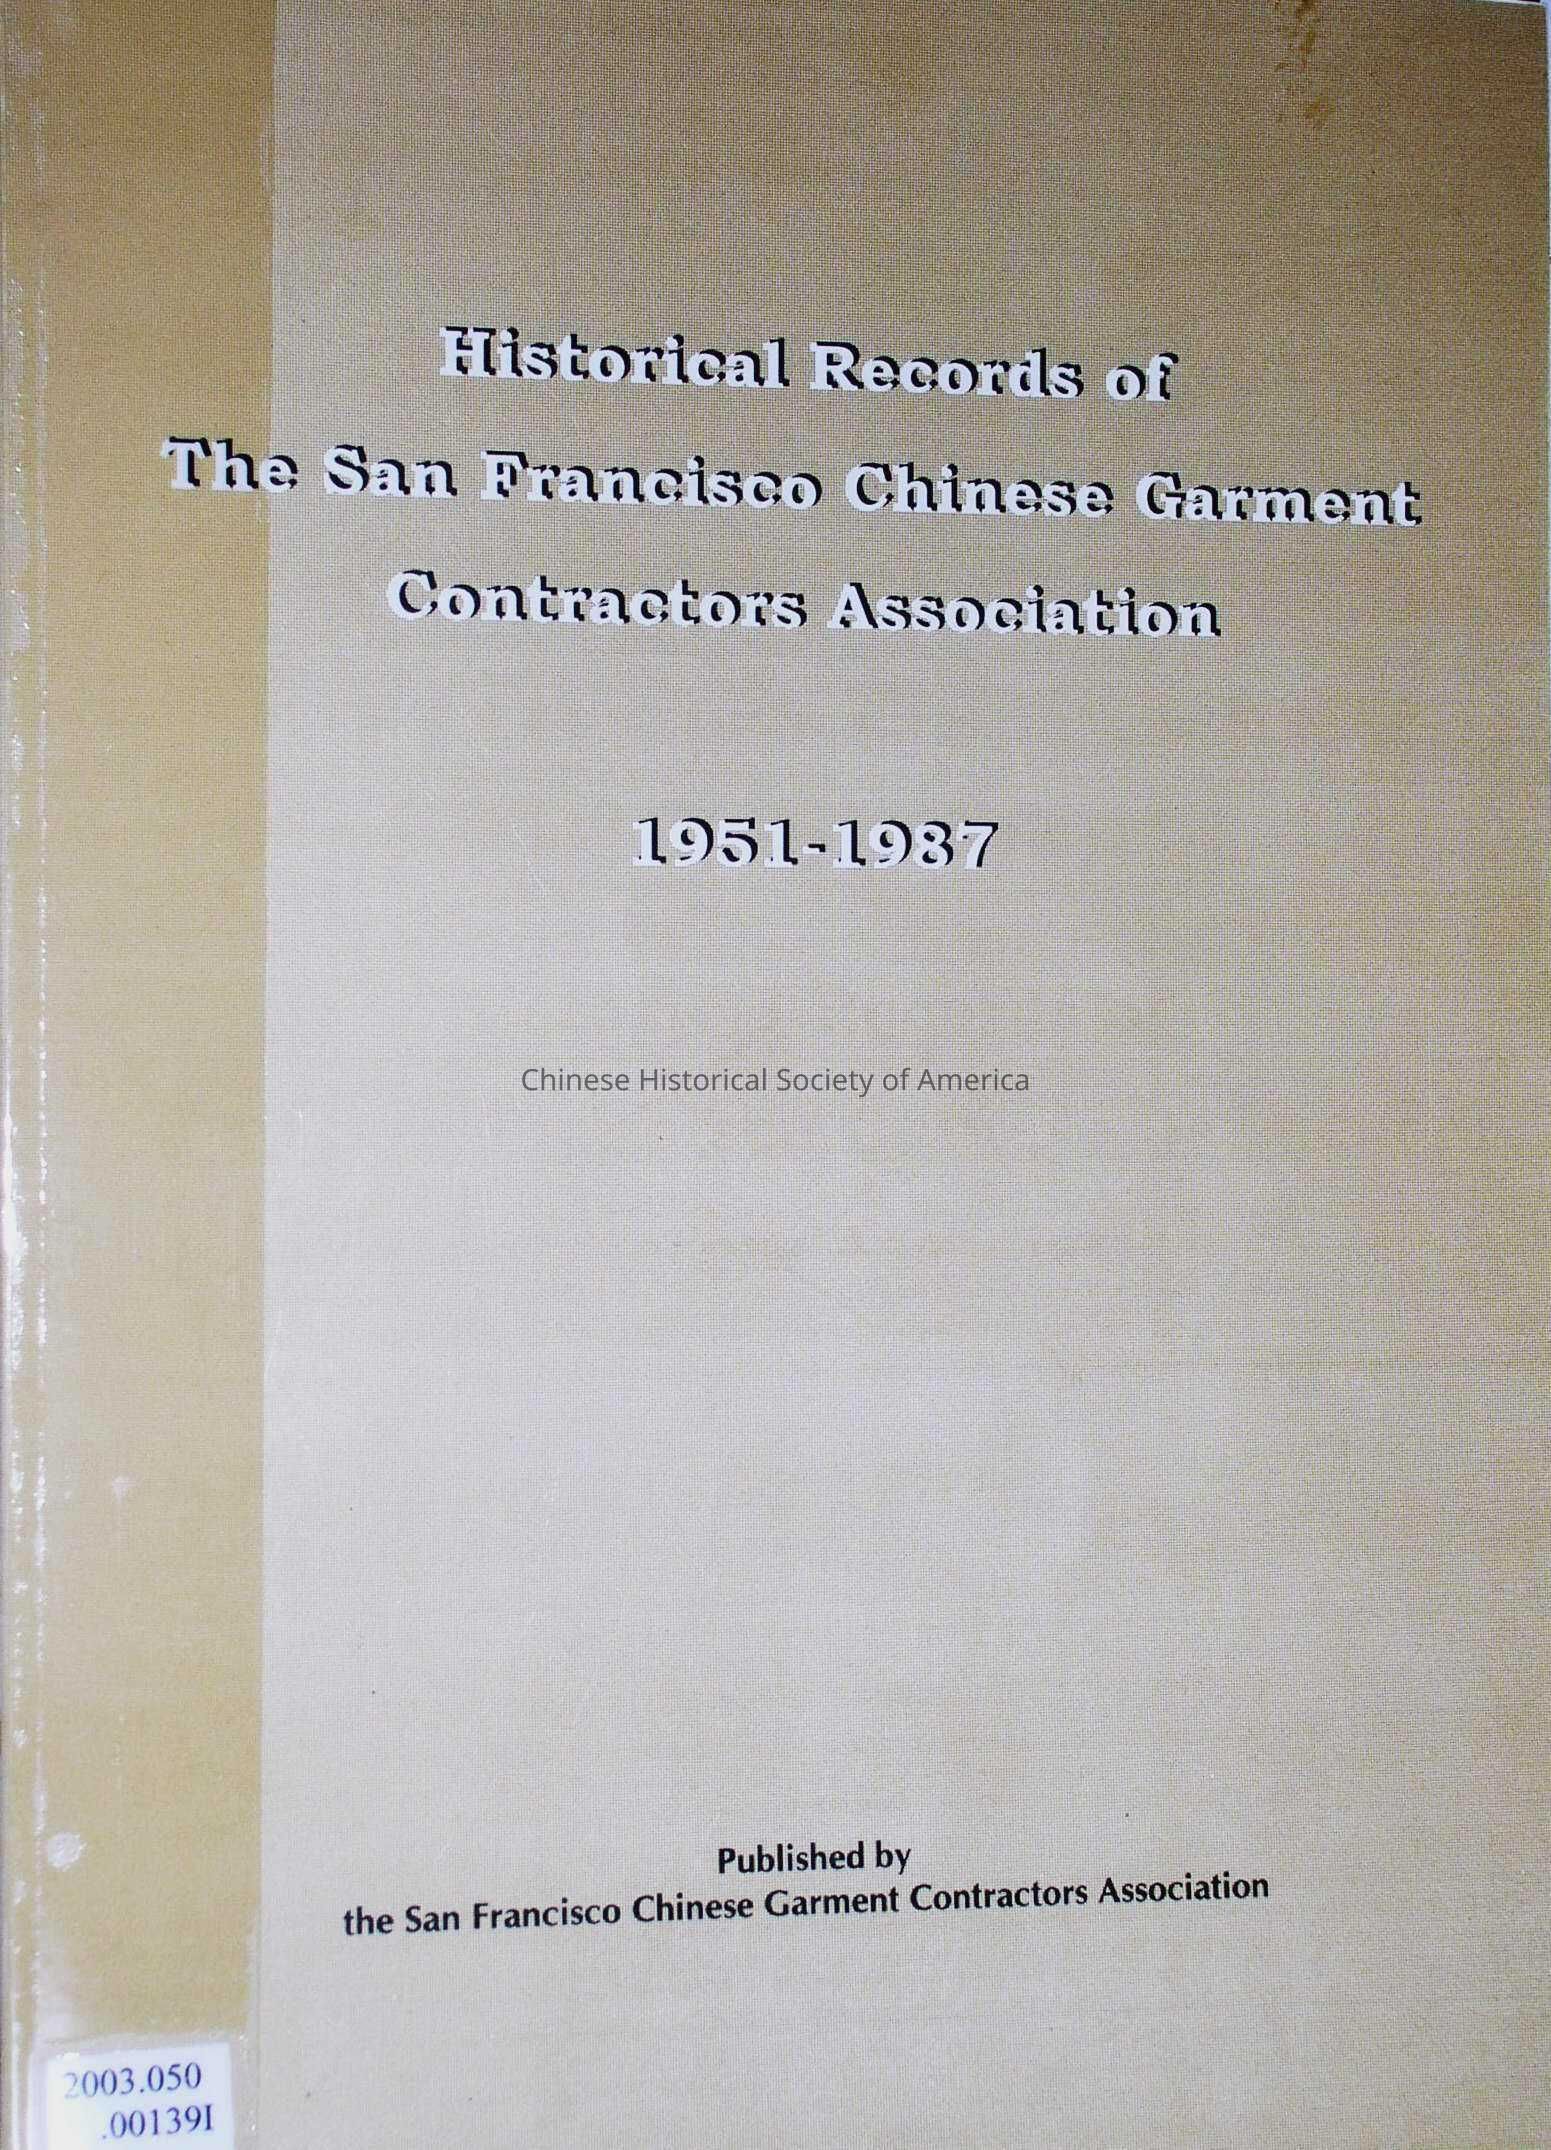 Historical Records of
The San Francisco Chinese Garment
Contractors Association
1951-1987
Chinese Historical Society of America
Published by
the San Francisco Chinese Garment Contractors Association
2003.050
.00139I